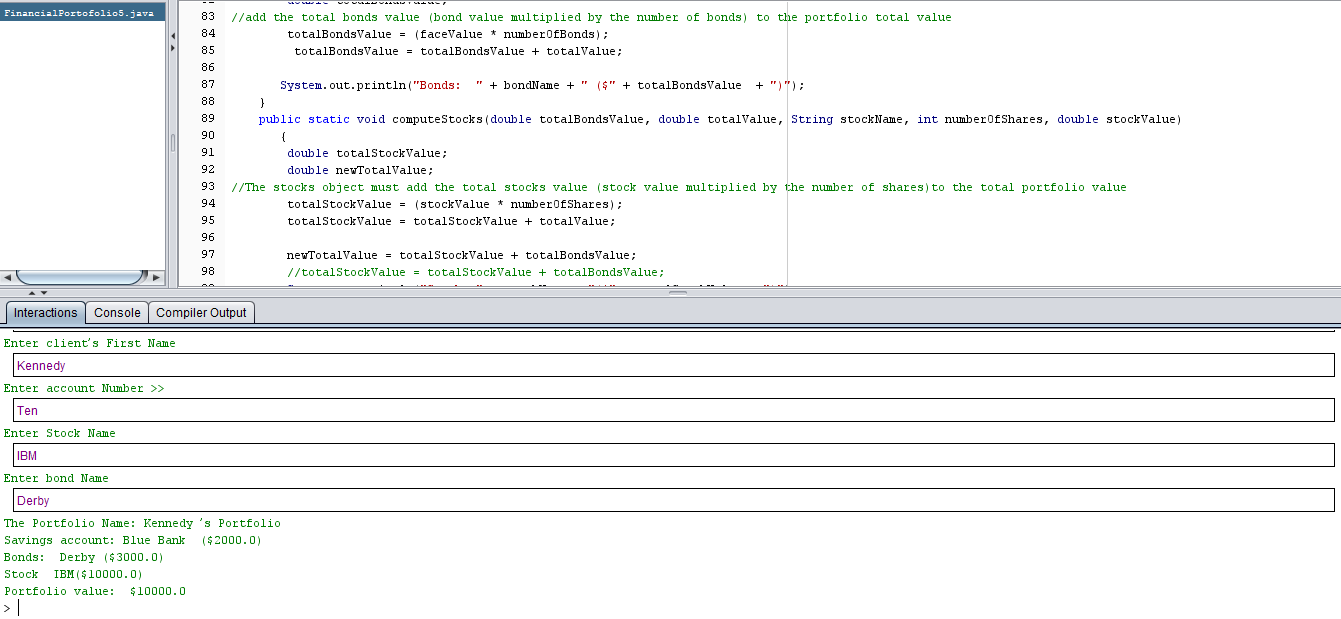 FinancialPortofolio5.java
83 //add the total bonds value (bond value multiplied by the number of bonds) to the portfolio total value
84 totalBondsValue = (faceValue * numberOfBonds);
85 totalBondsValue = totalBondsValue + totalValue;
86
87 System.out.println("Bonds:  " + bondName + " ($" + totalBondsValue  + ")");
88 }
89 public static void computeStocks(double totalBondsValue, double totalValue, String stockName, int numberOfShares, double stockValue)
90 {
91 double totalStockValue;
92 double newTotalValue;
93 //The stocks object must add the total stocks value (stock value multiplied by the number of shares)to the total portfolio value
94 totalStockValue = (stockValue * numberOfShares);
95 totalStockValue = totalStockValue + totalValue;
96
97 newTotalValue = totalStockValue + totalBondsValue;
98 //totalStockValue = totalStockValue + totalBondsValue;
Interactions Console Compiler Output
Enter client's First Name
Kennedy
Enter account Number >>
Ten
Enter Stock Name
IBM
Enter bond Name
Derby
The Portfolio Name: Kennedy 's Portfolio
Savings account: Blue Bank  ($2000.0)
Bonds:  Derby ($3000.0)
Stock  IBM($10000.0)
Portfolio value:  $10000.0
>